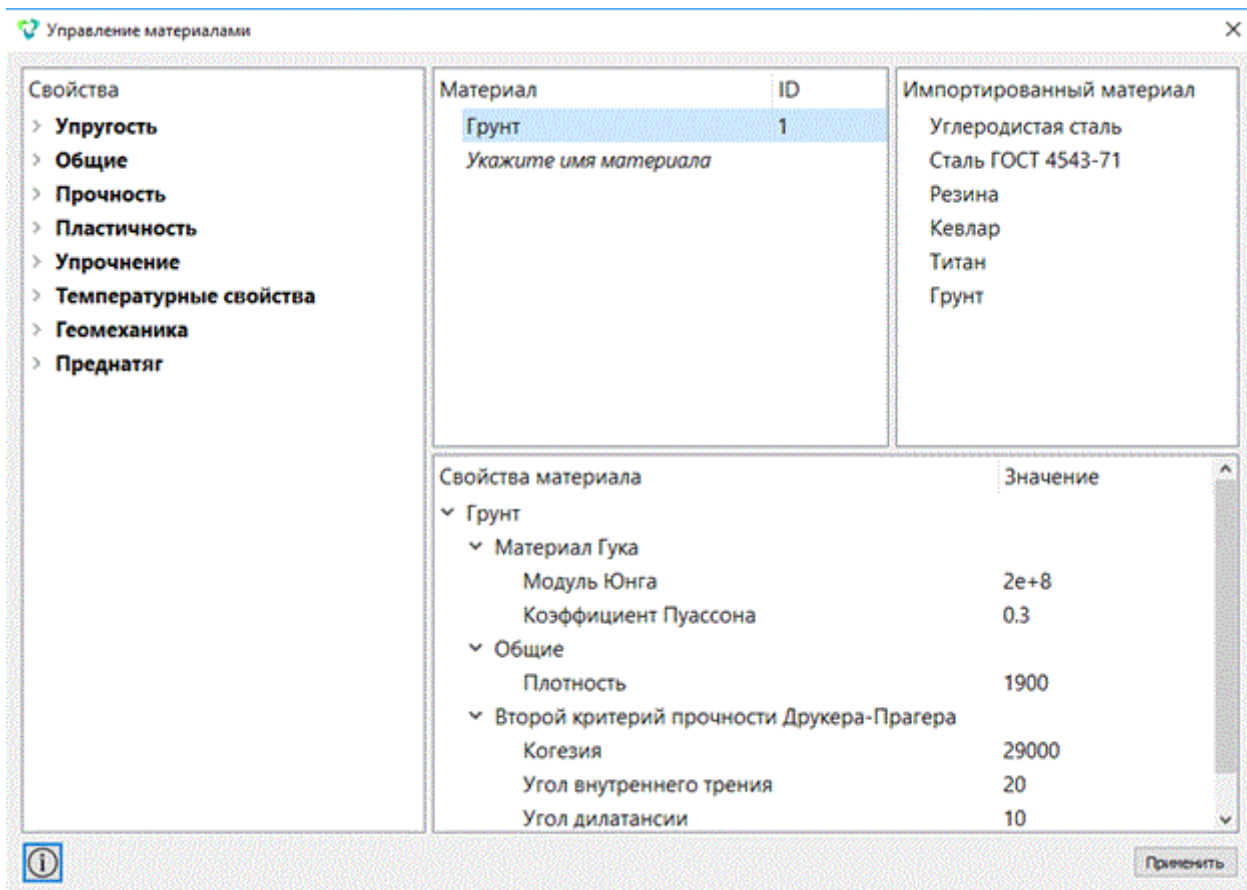 Управление материалами
Свойства
Упругость
Общие
Прочность
Пластичность
Упрочнение
Температурные свойства
Геомеханика
Преднатяг
Материал ID
Грунт 1
Укажите имя материала
Импортированный материал
Углеродистая сталь
Сталь ГОСТ 4543-71
Резина
Кевлар
Титан
Грунт
Свойства материала Значение
Грунт
Материал Гука
Модуль Юнга 2e+8
Коэффициент Пуассона 0.3
Общие
Плотность 1900
Второй критерий прочности Друкера-Прагера
Когезия 29000
Угол внутреннего трения 20
Угол дилатансии 10
Применить